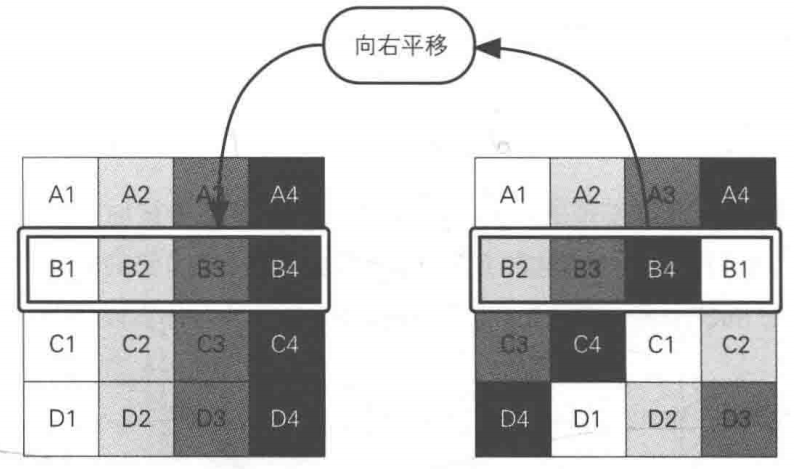 向右平移
A1 A2 A3 A4 A1 A2 A3 A4
B1 B2 B3 B4 B2 B3 B4 B1
C1 C2 C3 C4 C3 C4 C1 C2
D1 D2 D3 D4 D4 D1 D2 D3